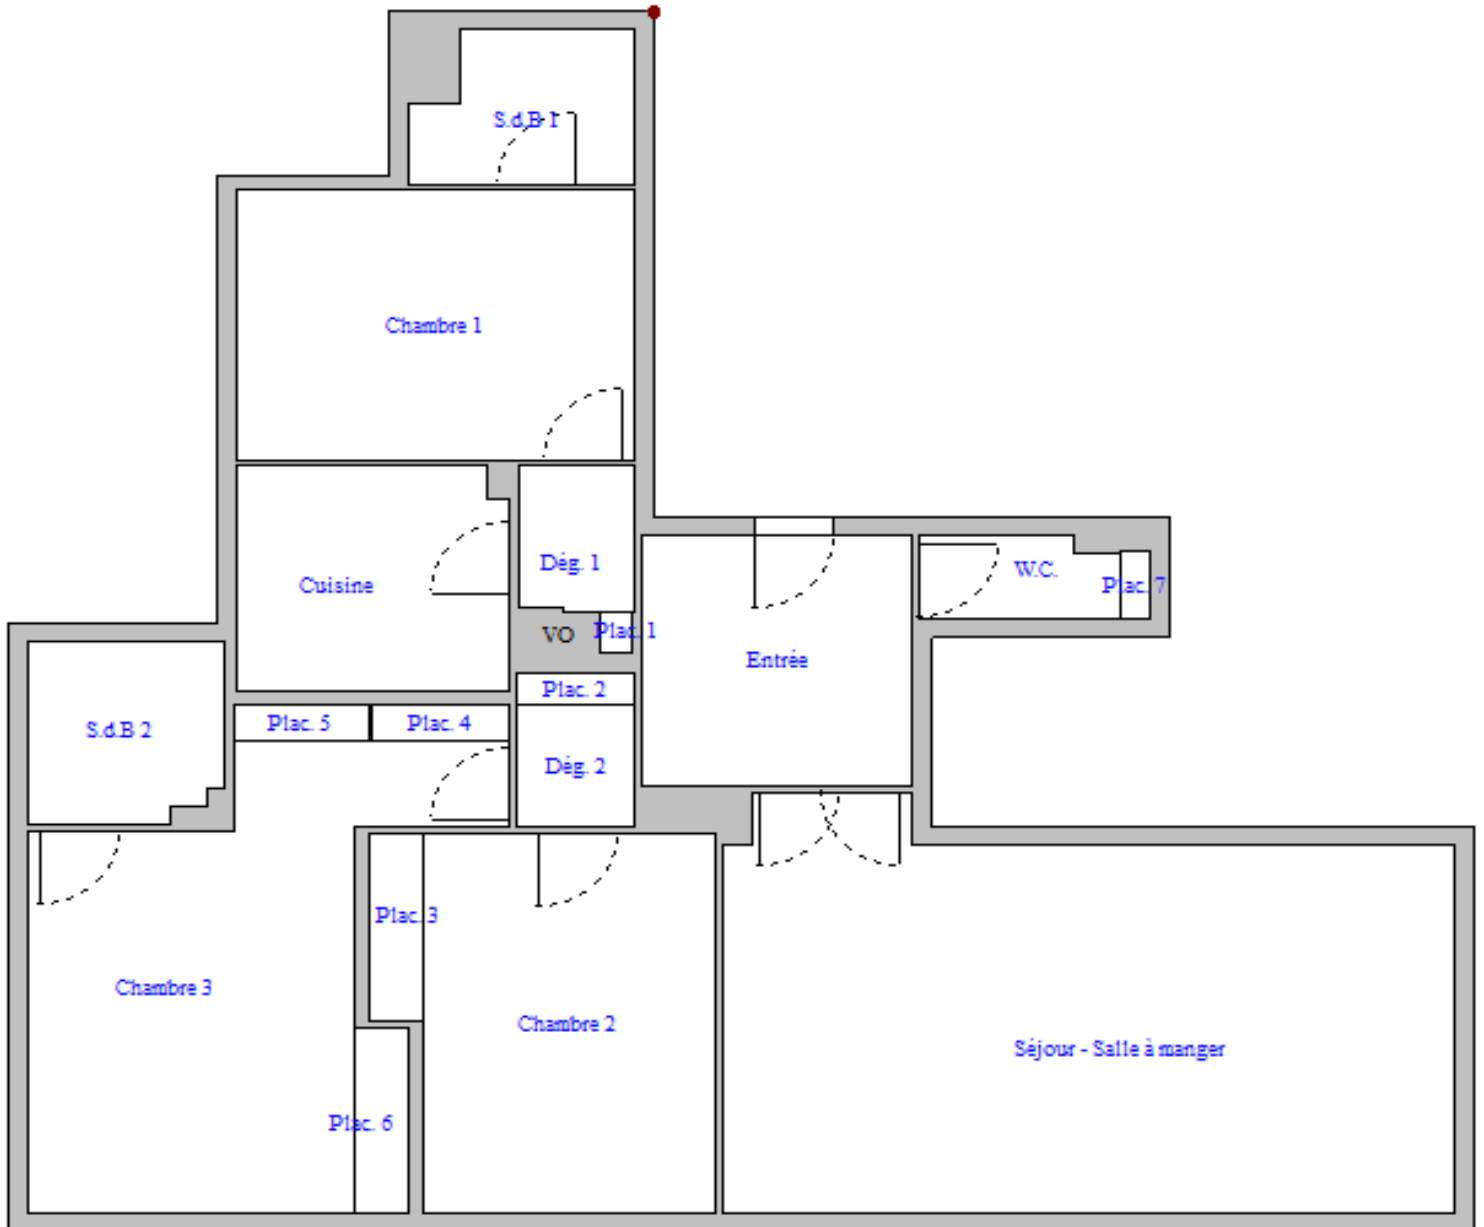 S.d.B 1
Chambre 1
Cuisine
Dég. 1
W.C.
Plac. 7
VO
Plac. 1
Entrée
Plac. 2
S.d.B 2
Plac. 5
Plac. 4
Dég. 2
Plac. 3
Chambre 3
Chambre 2
Séjour - Salle à manger
Plac. 6